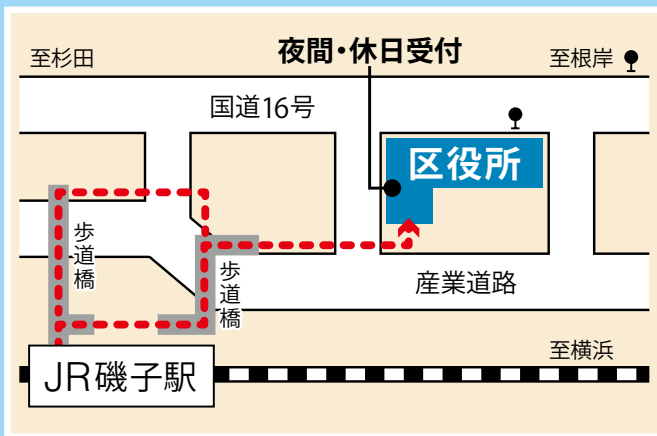 至杉田
夜間・休日受付
至根岸
国道16号
区役所
歩道橋
歩道橋
産業道路
至横浜
JR磯子駅